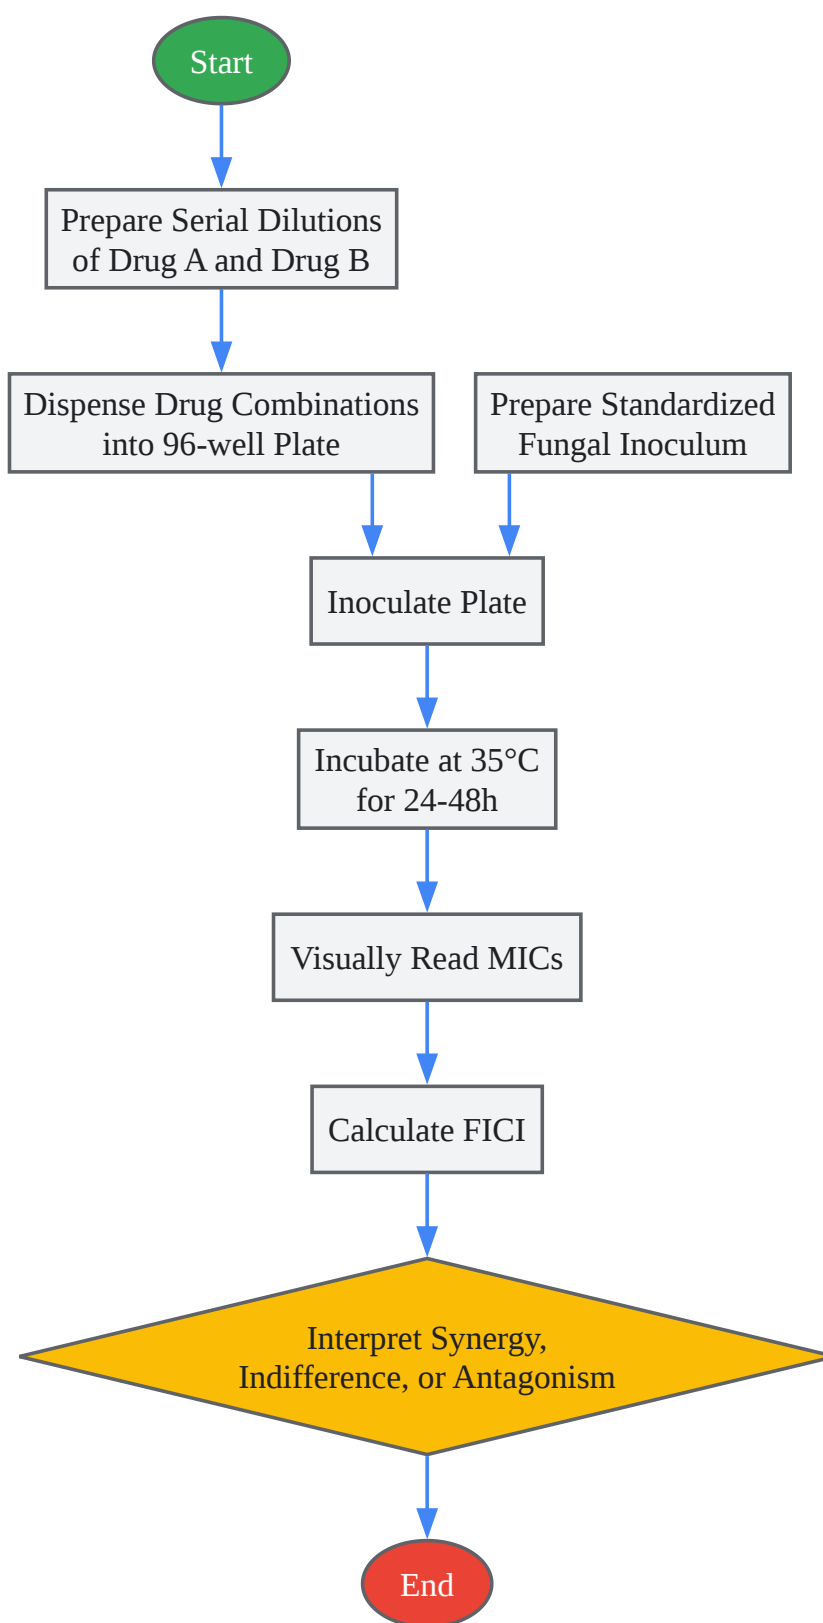 Start
Prepare Serial Dilutions
of Drug A and Drug B
Dispense Drug Combinations
into 96-well Plate
Prepare Standardized
Fungal Inoculum
Inoculate Plate
Incubate at 35°C
for 24-48h
Visually Read MICs
Calculate FICI
Interpret Synergy,
Indifference, or Antagonism
End